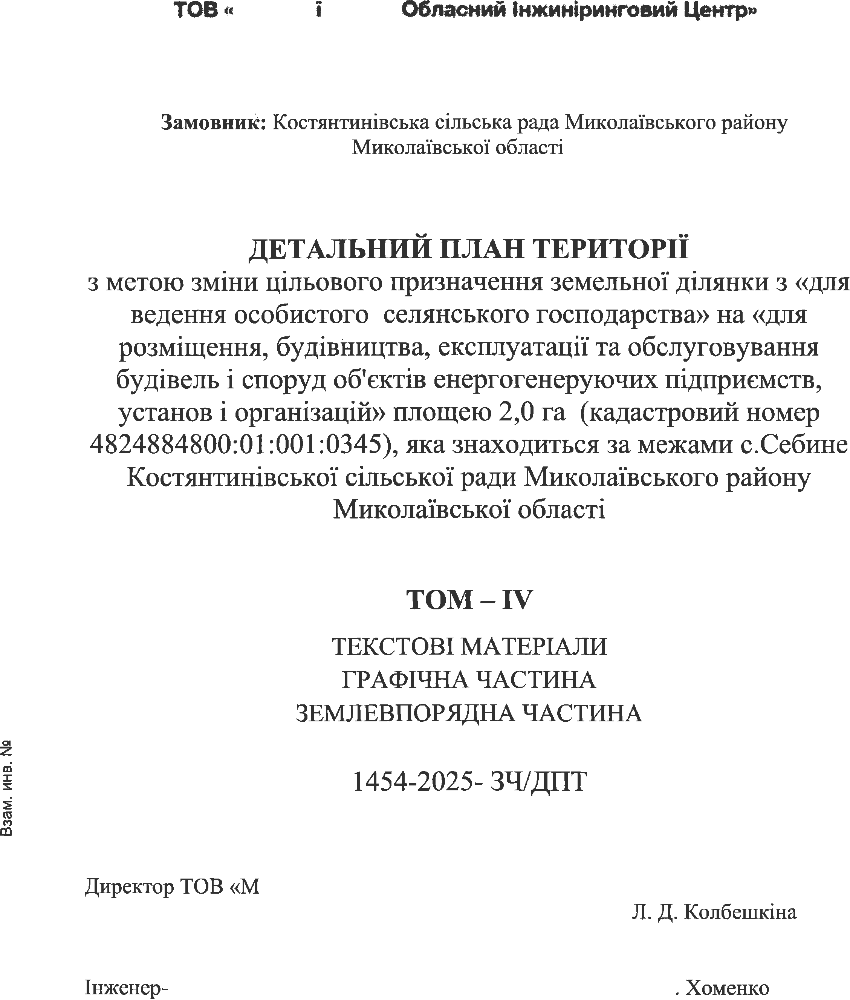 ТОВ « ї Обласний Інжиніринговий Центр»
Замовник: Костянтинівська сільська рада Миколаївського району
Миколаївської області
ДЕТАЛЬНИЙ ПЛАН ТЕРИТОРІЇ
з метою зміни цільового призначення земельної ділянки з «для
ведення особистого селянського господарства» на «для
розміщення, будівництва, експлуатації та обслуговування
будівель і споруд об'єктів енергогенеруючих підприємств,
установ і організацій» площею 2,0 га (кадастровий номер
4824884800:01:001:0345), яка знаходиться за межами с.Себине
Костянтинівської сільської ради Миколаївського району
Миколаївської області
ТОМ – IV
ТЕКСТОВІ МАТЕРІАЛИ
ГРАФІЧНА ЧАСТИНА
ЗЕМЛЕВПОРЯДНА ЧАСТИНА
1454-2025- ЗЧ/ДПТ
Взам. инв. №
Директор ТОВ «М
Л. Д. Колбешкіна
Інженер- . Хоменко